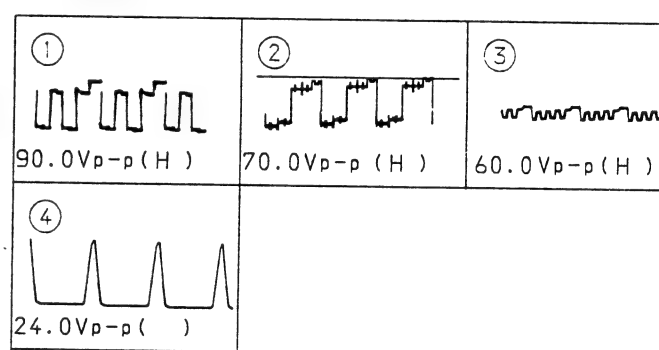 ① ② ③
90.0Vp-p(H) 70.0Vp-p (H) 60.0Vp-p(H)
④
24.0Vp-p( )